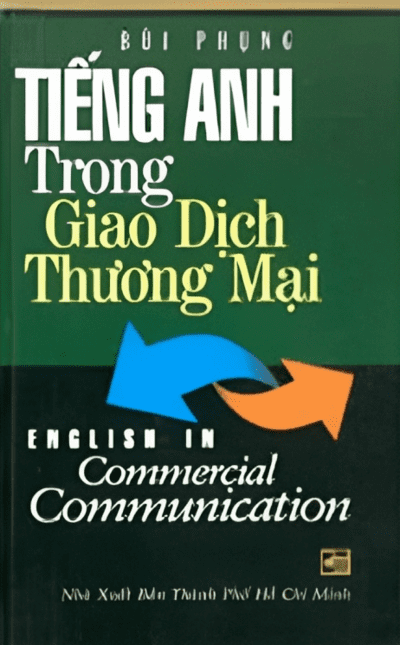 BÙI PHỤNG
TIẾNG ANH
Trong
Giao Dịch
Thương Mại
ENGLISH IN
Commercial
Communication
Nhà Xuất Bản Thành Phố Hồ Chí Minh